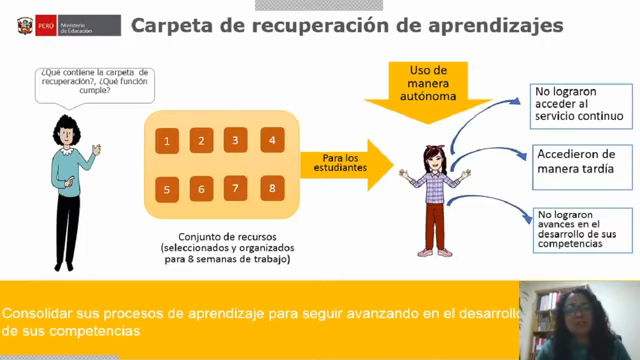 PERÚ
Ministerio
de Educación
Carpeta de recuperación de aprendizajes
¿Qué contiene la carpeta de
recuperación?, ¿Qué función
cumple?
1 2 3 4
5 6 7 8
Conjunto de recursos
(seleccionados y organizados
para 8 semanas de trabajo)
Para los
estudiantes
Uso de
manera
autónoma
No lograron
acceder al
servicio continuo
Accedieron de
manera tardía
No lograron
avances en el
desarrollo de sus
competencias
Consolidar sus procesos de aprendizaje para seguir avanzando en el desarrollo
de sus competencias